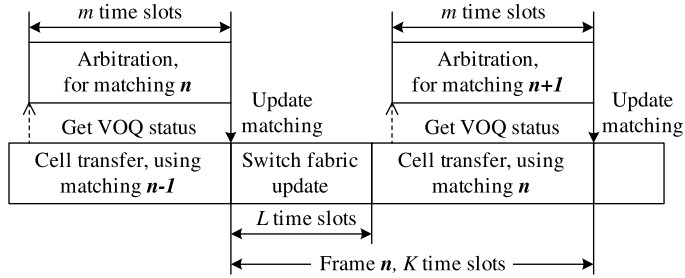 m time slots
m time slots
Arbitration,
for matching n
Arbitration,
for matching n+1
Update
matching
Update
matching
Get VOQ status
Get VOQ status
Cell transfer, using
matching n-1
Switch fabric
update
Cell transfer, using
matching n
L time slots
Frame n, K time slots